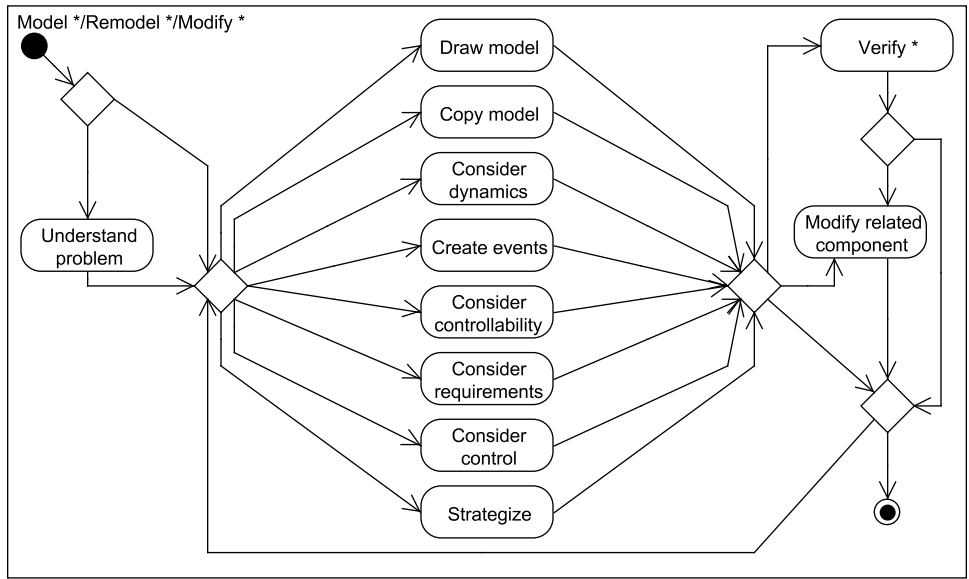 Model */Remodel */Modify *
Draw model
Verify *
Copy model
Consider
dynamics
Understand
problem
Create events
Modify related
component
Consider
controllability
Consider
requirements
Consider
control
Strategize